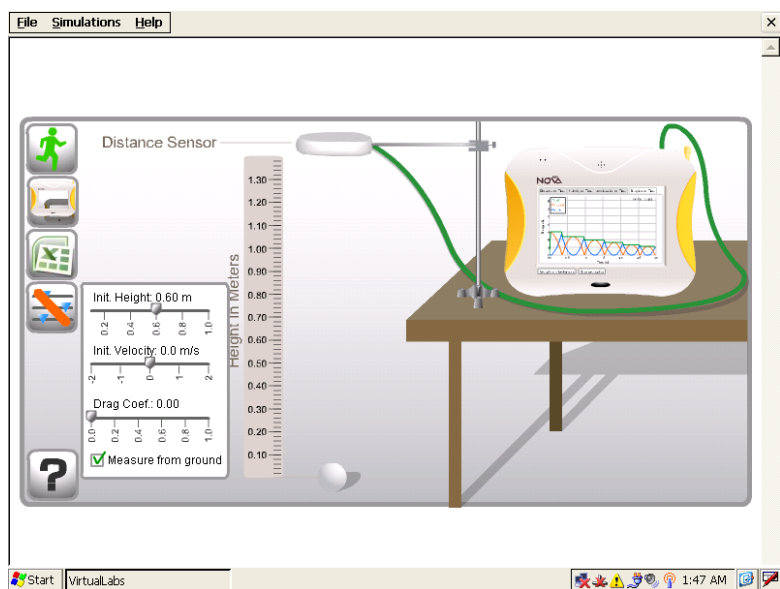 File Simulations Help
Distance Sensor
NOVA
Height in Meters
1.30
1.20
1.10
1.00
0.90
0.80
0.70
0.60
0.50
0.40
0.30
0.20
0.10
Init. Height: 0.60 m
0.2 0.4 0.6 0.8 1.0
Init. Velocity: 0.0 m/s
-2 -1 0 1 2
Drag Coef.: 0.00
0.0 0.2 0.4 0.6 0.8 1.0
Measure from ground
?
Start VirtualLabs 1:47 AM